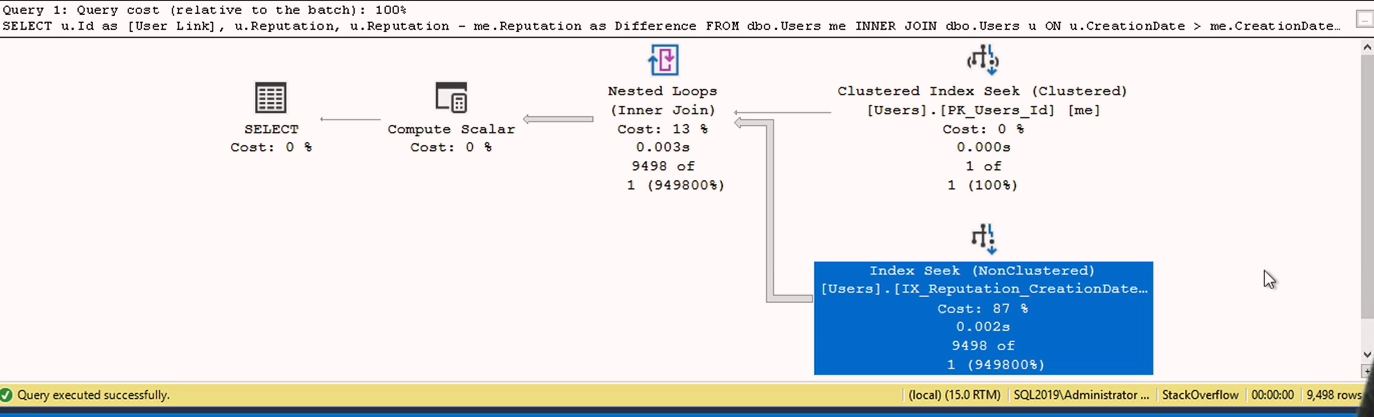 Query 1: Query cost (relative to the batch): 100%
SELECT u.Id as [User Link], u.Reputation, u.Reputation - me.Reputation as Difference FROM dbo.Users me INNER JOIN dbo.Users u ON u.CreationDate > me.CreationDate…
SELECT
Cost: 0 %
Compute Scalar
Cost: 0 %
Nested Loops
(Inner Join)
Cost: 13 %
0.003s
9498 of
1 (949800%)
Clustered Index Seek (Clustered)
[Users].[PK_Users_Id] [me]
Cost: 0 %
0.000s
1 of
1 (100%)
Index Seek (NonClustered)
[Users].[IX_Reputation_CreationDate…
Cost: 87 %
0.002s
9498 of
1 (949800%)
Query executed successfully.
(local) (15.0 RTM)
SQL2019\Administrator ...
StackOverflow
00:00:00
9,498 rows